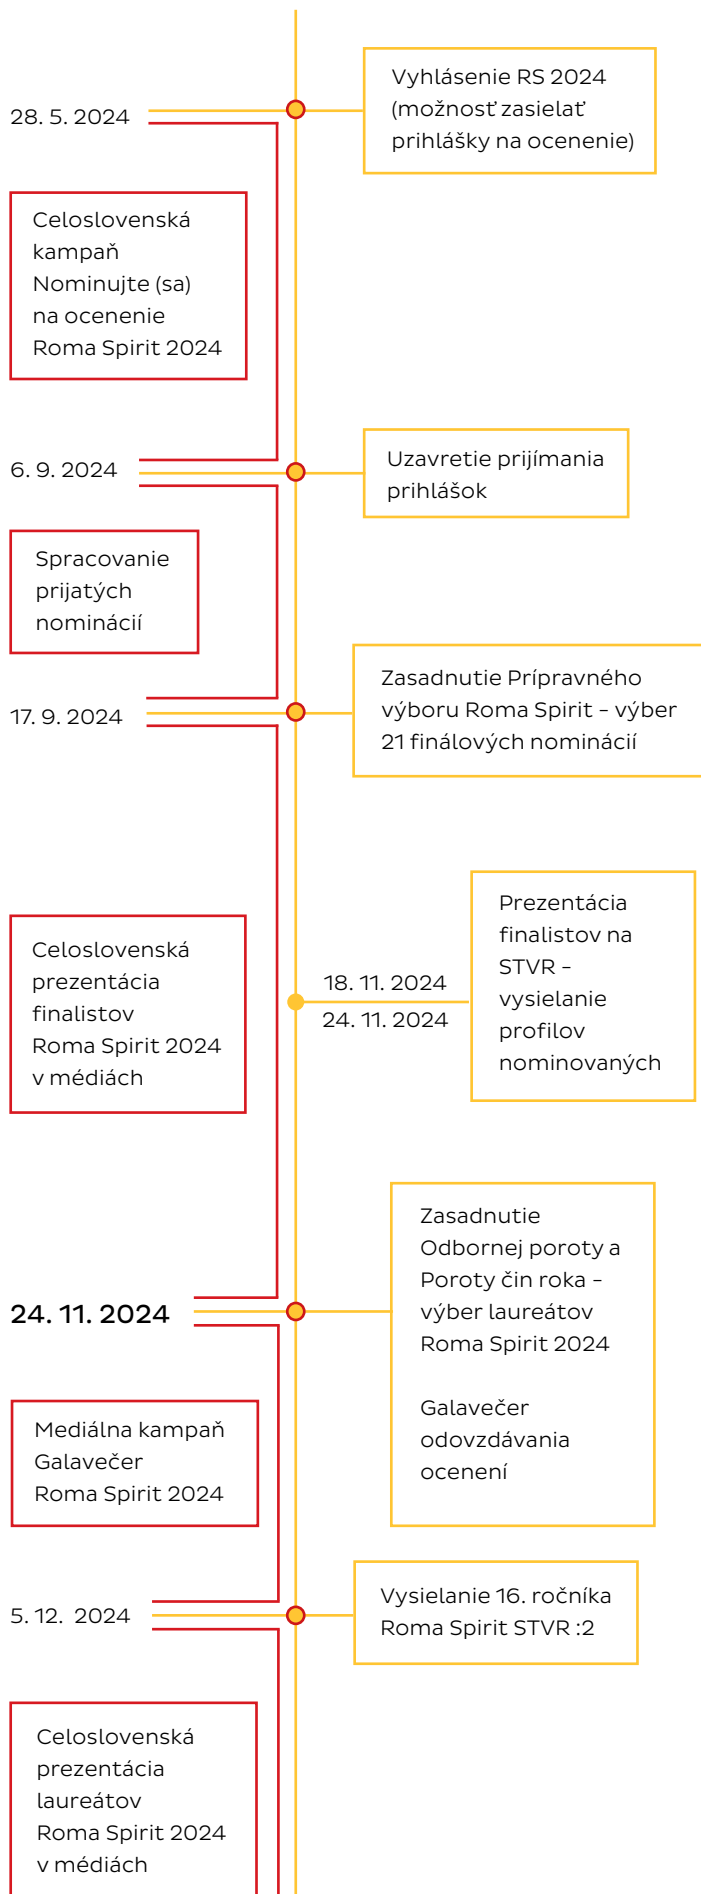 28. 5. 2024
Vyhlásenie RS 2024
(možnosť zasielať
prihlášky na ocenenie)
Celoslovenská
kampaň
Nominujte (sa)
na ocenenie
Roma Spirit 2024
6. 9. 2024
Uzavretie prijímania
prihlášok
Spracovanie
prijatých
nominácií
17. 9. 2024
Zasadnutie Prípravného
výboru Roma Spirit – výber
21 finálových nominácií
Celoslovenská
prezentácia
finalistov
Roma Spirit 2024
v médiách
18. 11. 2024
24. 11. 2024
Prezentácia
finalistov na
STVR –
vysielanie
profilov
nominovaných
24. 11. 2024
Zasadnutie
Odbornej poroty a
Poroty čin roka –
výber laureátov
Roma Spirit 2024
Galavečer
odovzdávania
ocenení
Mediálna kampaň
Galavečer
Roma Spirit 2024
5. 12. 2024
Vysielanie 16. ročníka
Roma Spirit STVR :2
Celoslovenská
prezentácia
laureátov
Roma Spirit 2024
v médiách